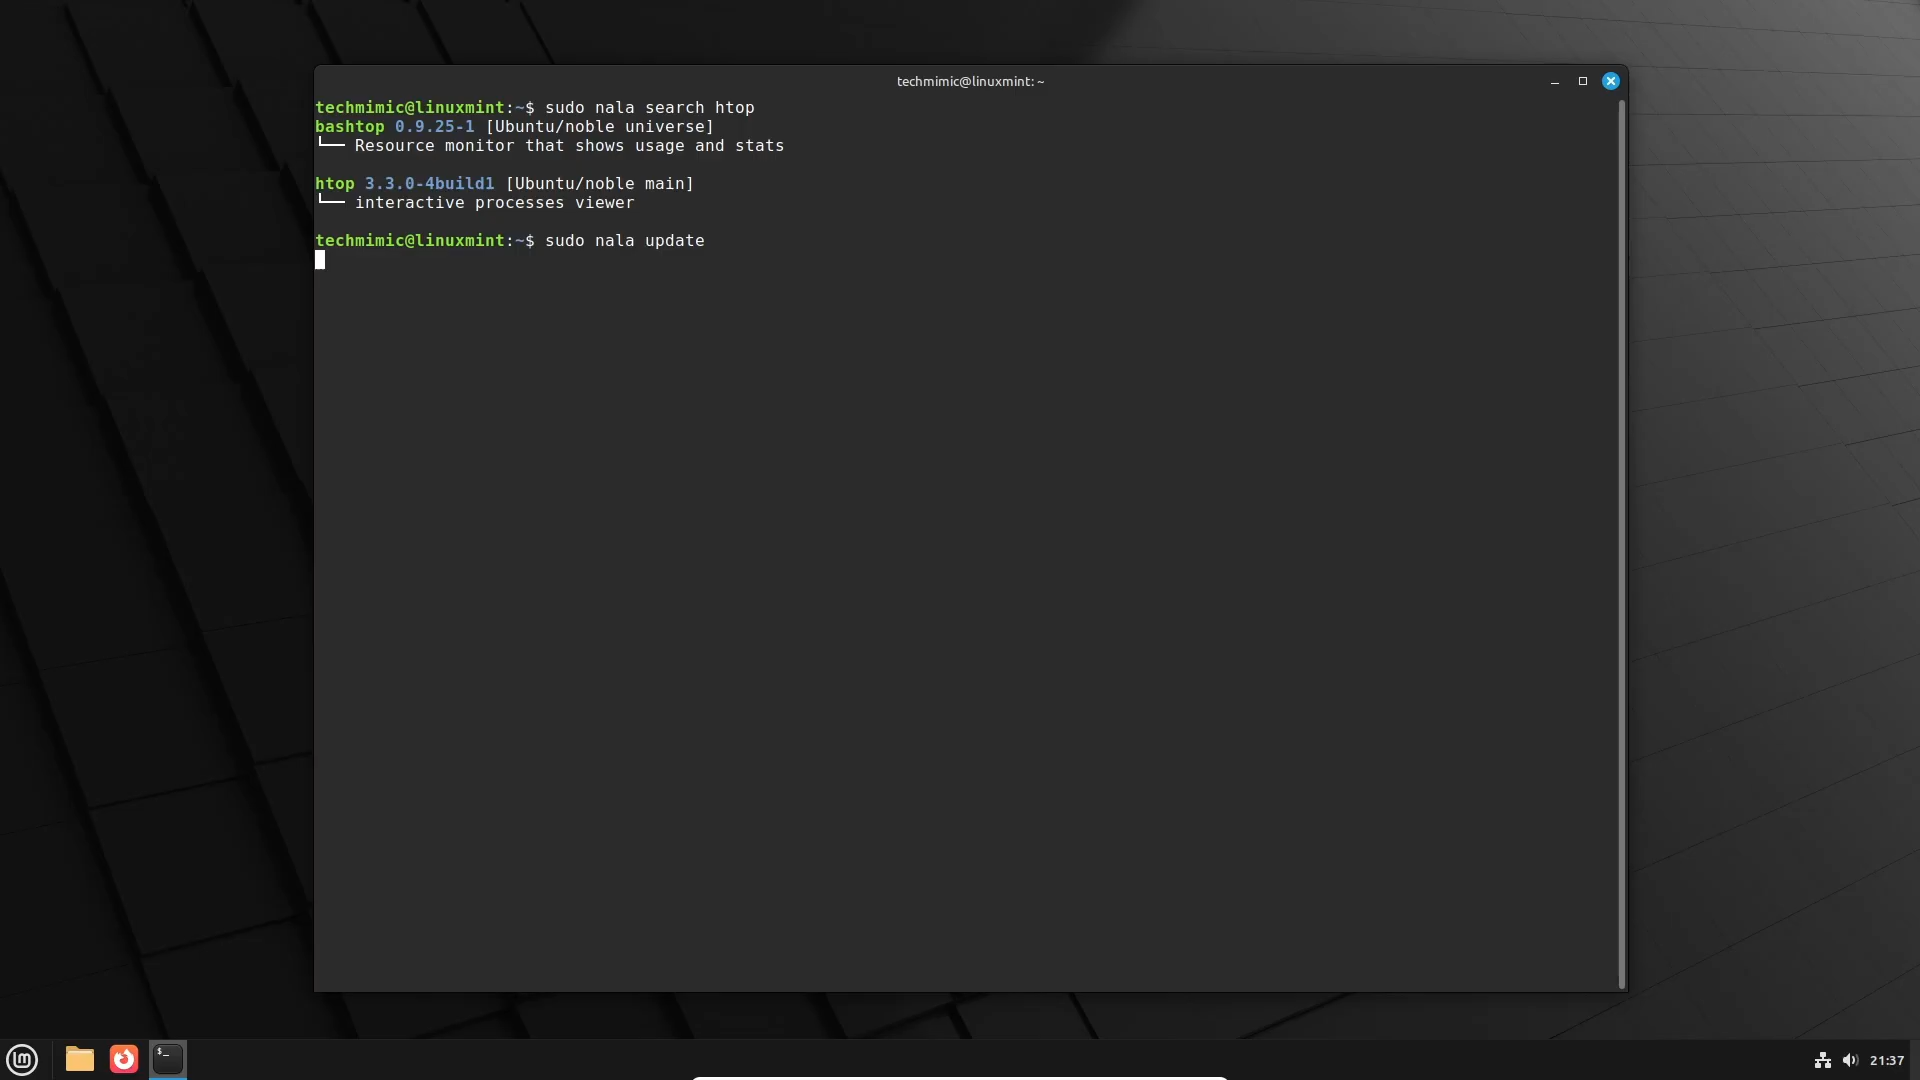 techmimic@linuxmint: ~
techmimic@linuxmint:~$ sudo nala search htop
bashtop 0.9.25-1 [Ubuntu/noble universe]
└── Resource monitor that shows usage and stats
htop 3.3.0-4build1 [Ubuntu/noble main]
└── interactive processes viewer
techmimic@linuxmint:~$ sudo nala update
$_
21:37